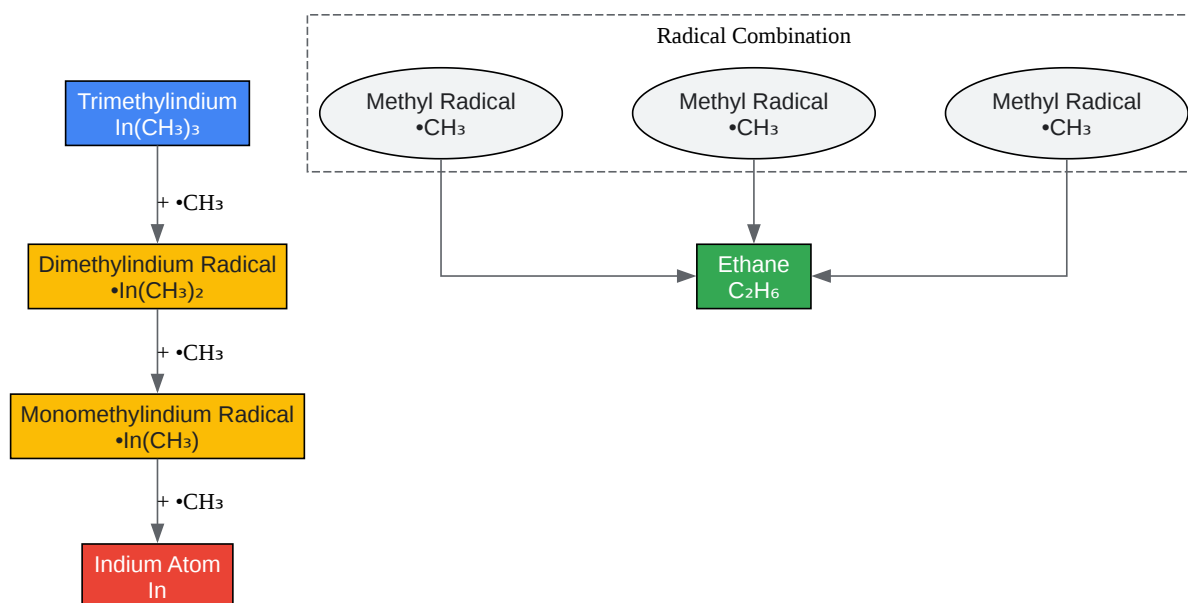 Radical Combination
Trimethylindium
In(CH₃)₃
Methyl Radical
•CH₃
Methyl Radical
•CH₃
Methyl Radical
•CH₃
+ •CH₃
Dimethylindium Radical
•In(CH₃)₂
Ethane
C₂H₆
+ •CH₃
Monomethylindium Radical
•In(CH₃)
+ •CH₃
Indium Atom
In